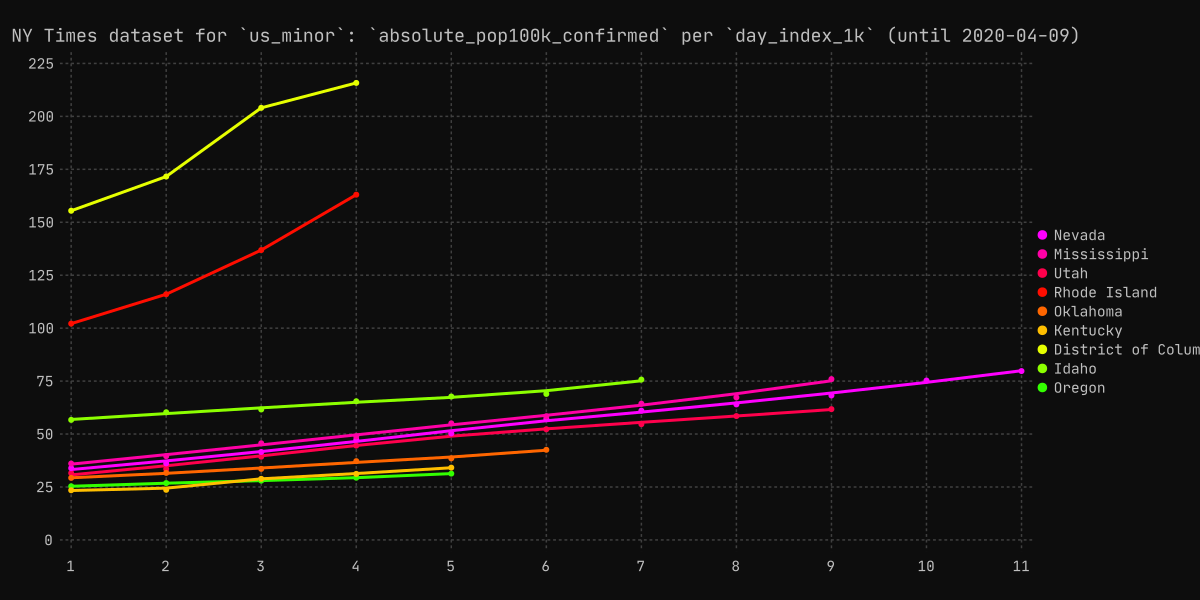 NY Times dataset for `us_minor`: `absolute_pop100k_confirmed` per `day_index_1k` (until 2020-04-09)
225
200
175
150
125
100
75
50
25
0
1 2 3 4 5 6 7 8 9 10 11
Nevada
Mississippi
Utah
Rhode Island
Oklahoma
Kentucky
District of Colum
Idaho
Oregon